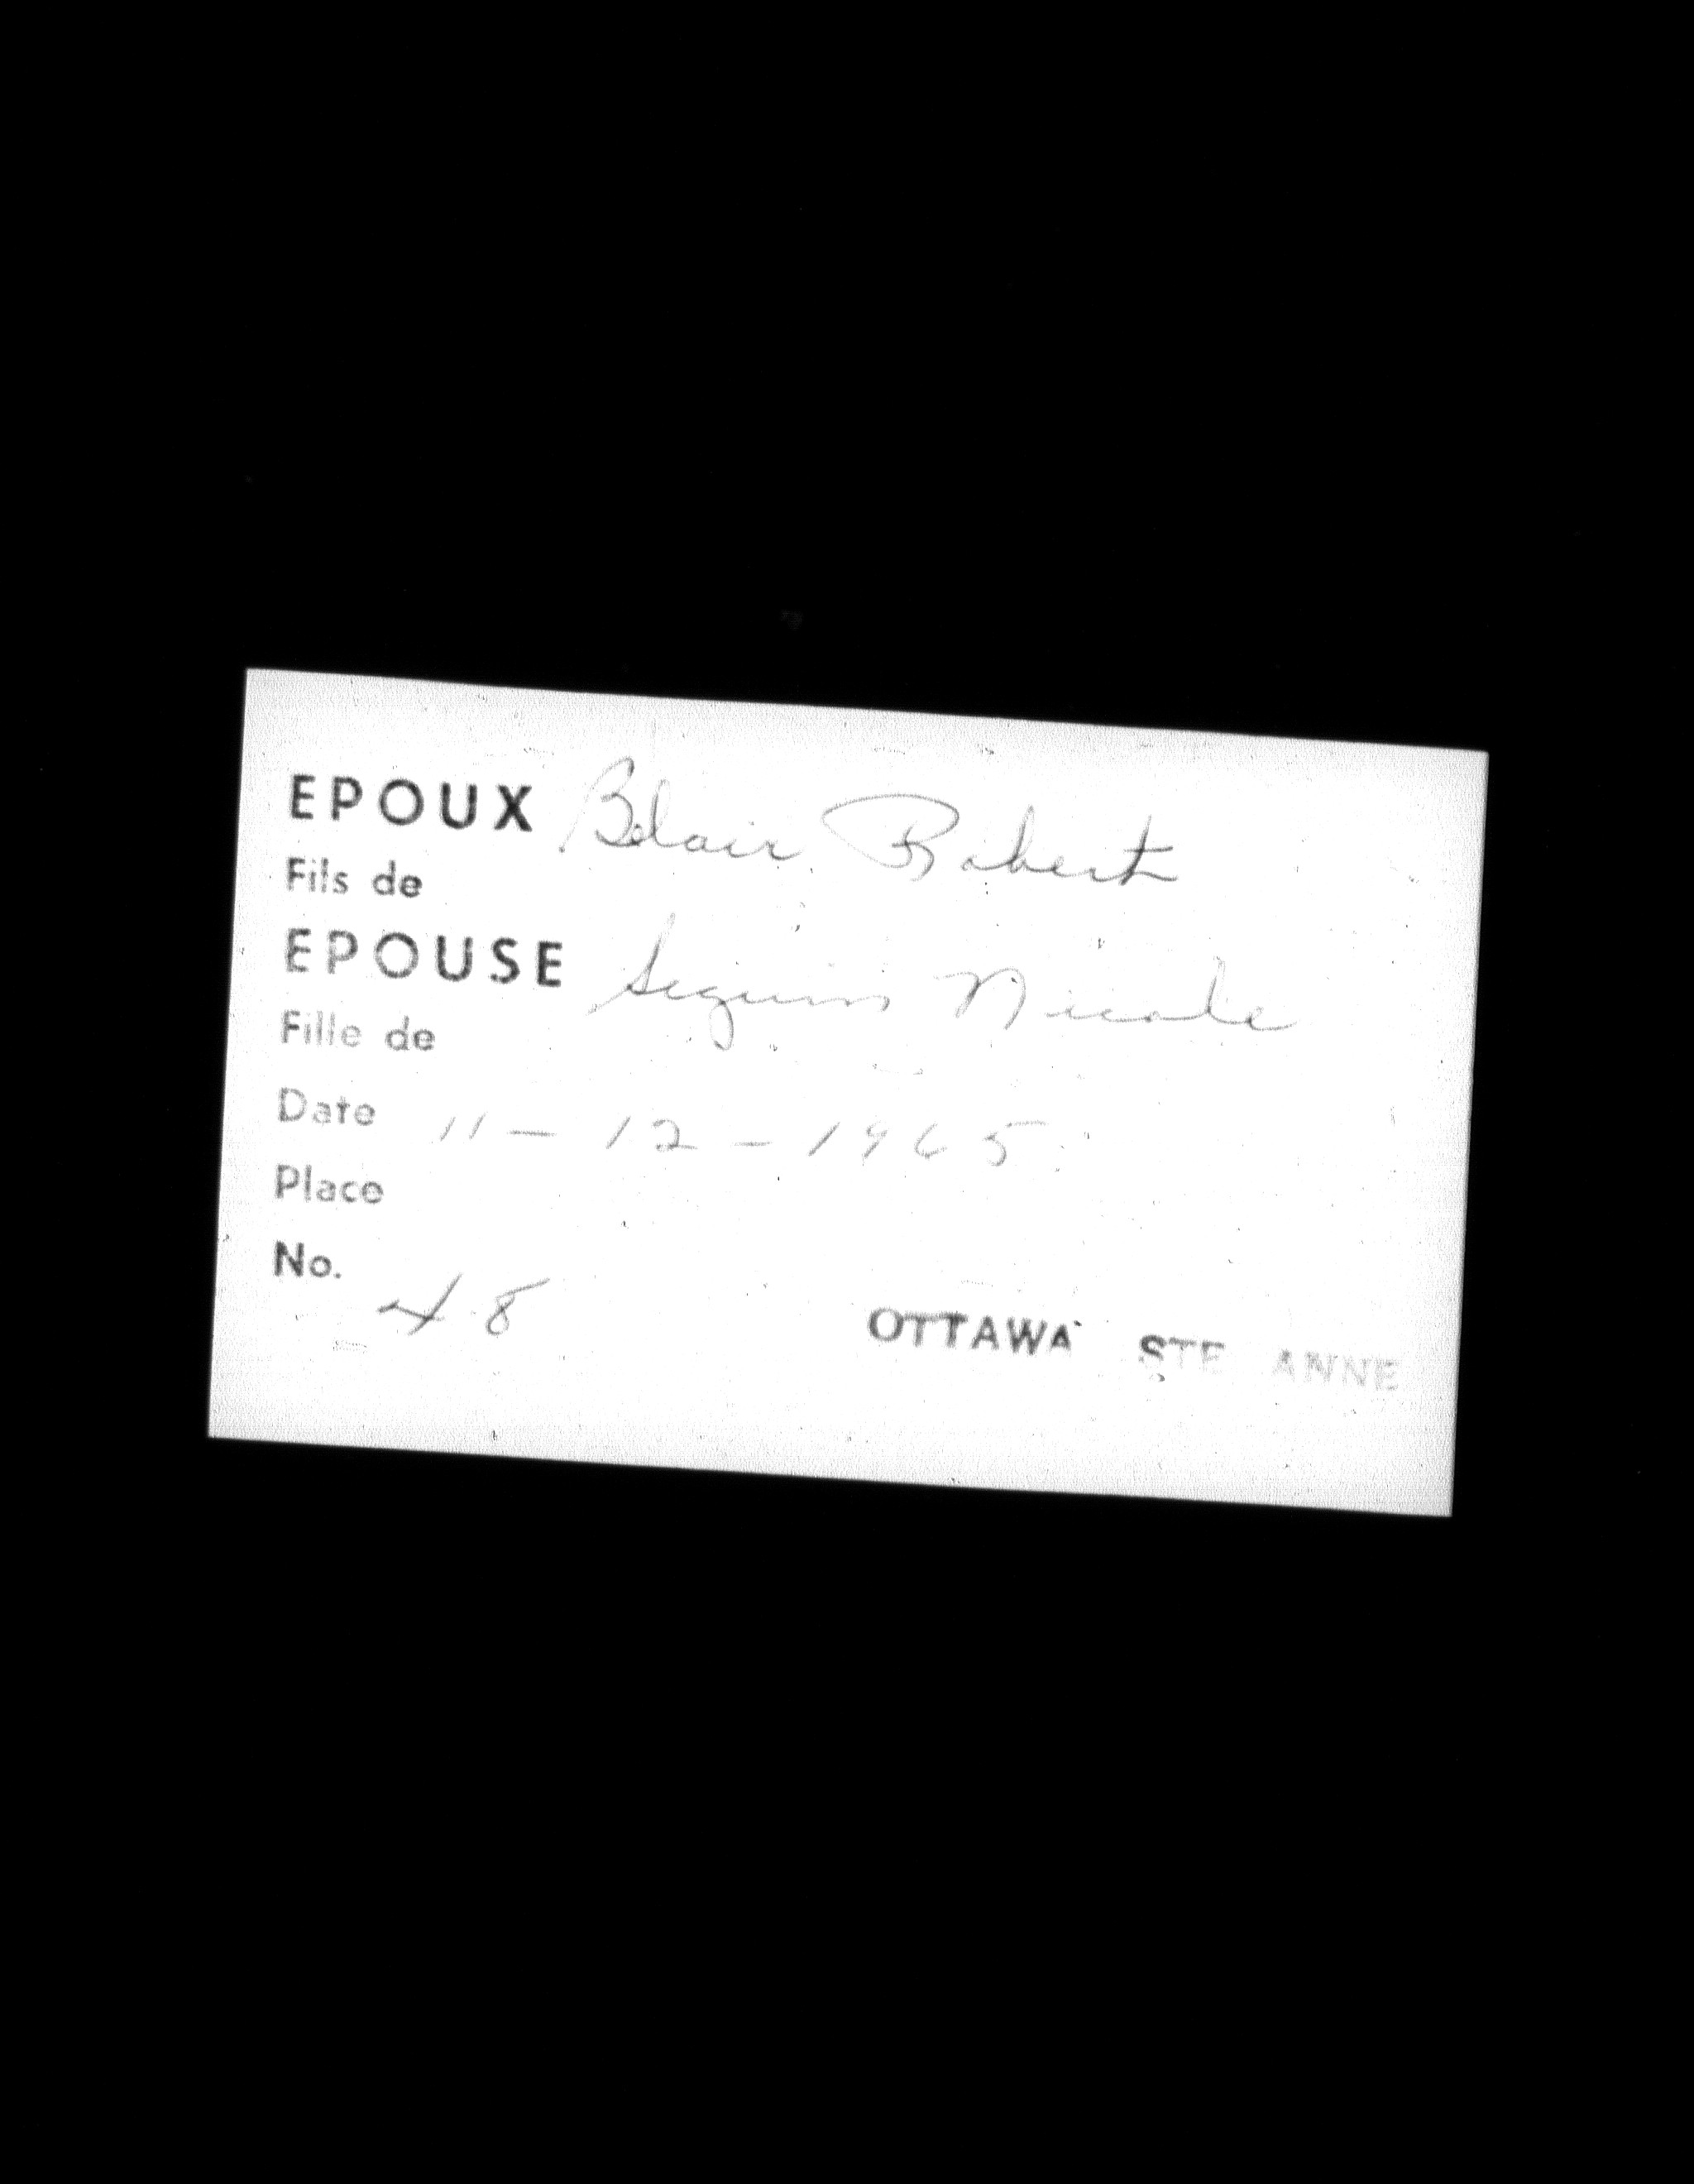 EPOUX Blair Robert
Fils de
EPOUSE Seguin Nicole
Fille de
Date 11 - 12 - 1965
Place
No. 48
OTTAWA STE ANNE